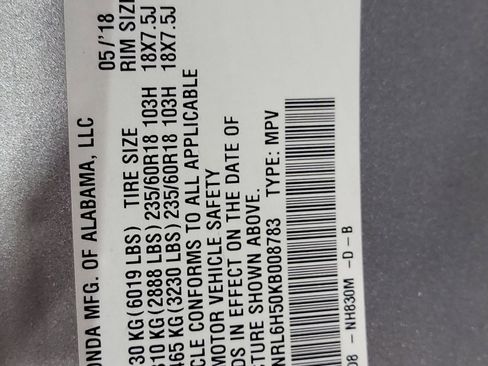 ONDA MFG. OF ALABAMA, LLC 05/'18
TIRE SIZE RIM SIZE
30 KG(6019 LBS)
10 KG(2888 LBS) 235/60R18 103H 18X7.5J
465 KG(3230 LBS) 235/60R18 103H 18X7.5J
CLE CONFORMS TO ALL APPLICABLE
MOTOR VEHICLE SAFETY
DS IN EFFECT ON THE DATE OF
TURE SHOWN ABOVE.
NRL6H50KB008783 TYPE: MPV
08 - NH830M -D-B